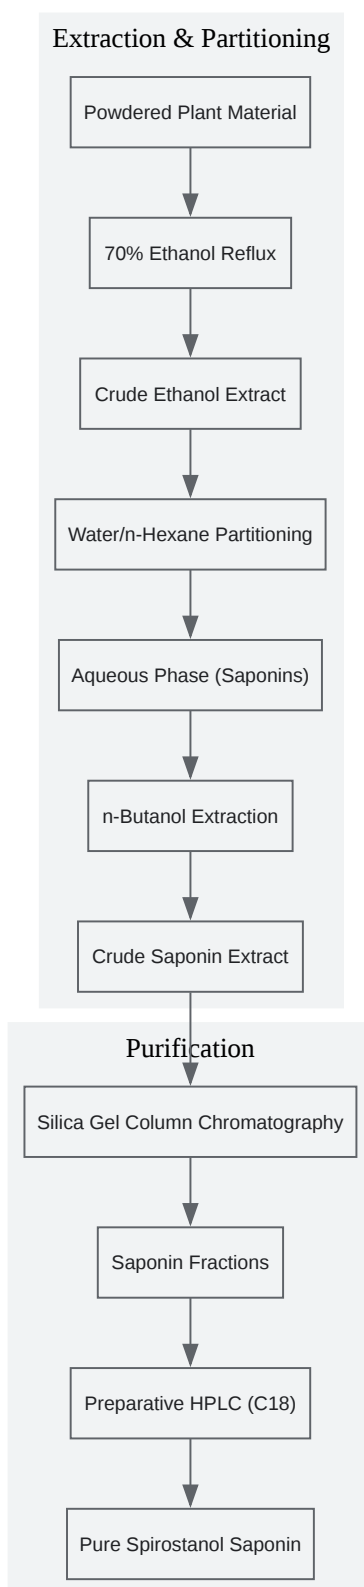 Extraction & Partitioning
Powdered Plant Material
70% Ethanol Reflux
Crude Ethanol Extract
Water/n-Hexane Partitioning
Aqueous Phase (Saponins)
n-Butanol Extraction
Crude Saponin Extract
Purification
Silica Gel Column Chromatography
Saponin Fractions
Preparative HPLC (C18)
Pure Spirostanol Saponin